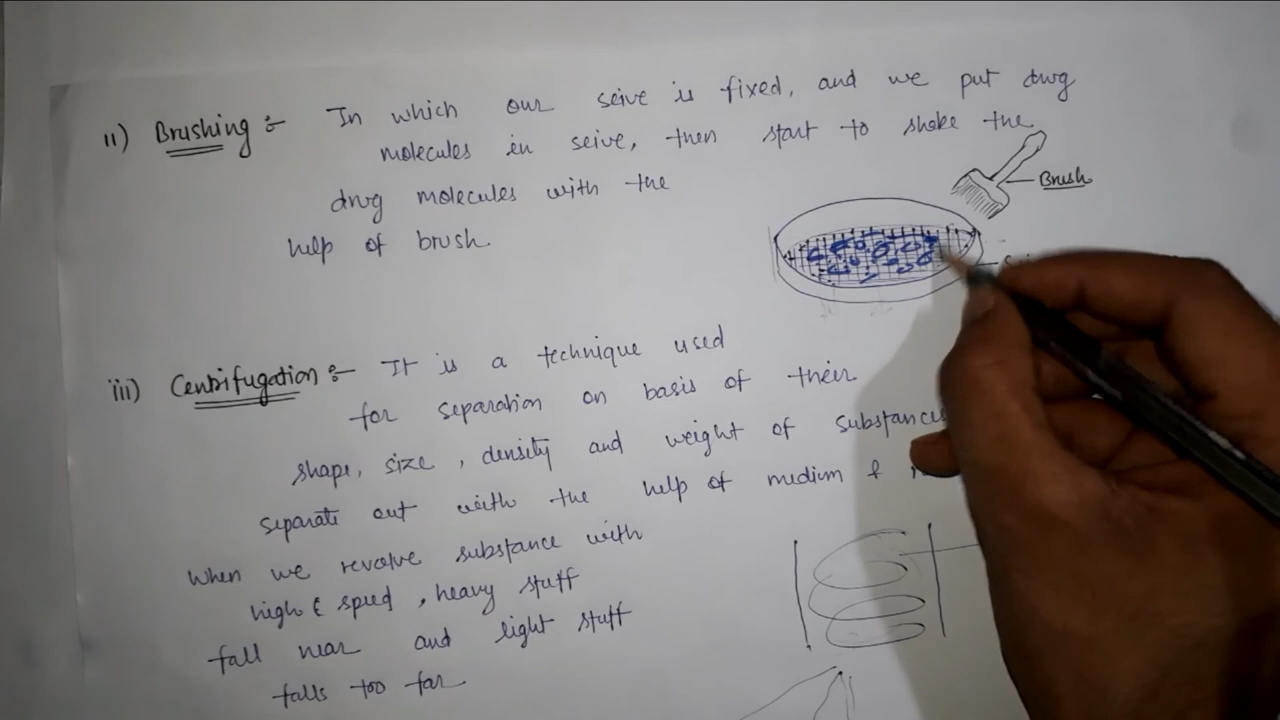 ii) Brushing :- In which our seive is fixed, and we put drug
molecules in seive, then start to shake the
drug molecules with the
help of brush.
Brush
iii) Centrifugation :- It is a technique used
for separation on basis of their
shape, size, density and weight of substances
separate out with the help of medium &
when we revolve substance with
high speed, heavy stuff
fall near and light stuff
falls too far